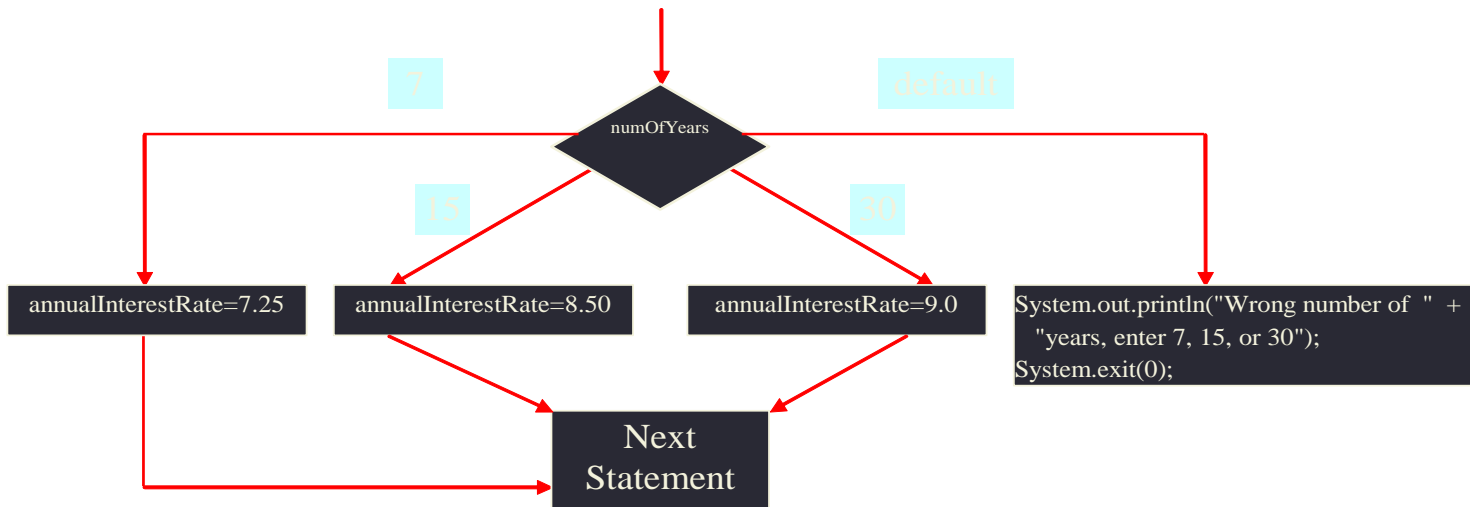 7
default
numOfYears
15
30
annualInterestRate=7.25
annualInterestRate=8.50
annualInterestRate=9.0
System.out.println("Wrong number of  "  +
"years, enter 7, 15, or 30");
System.exit(0);
Next
Statement